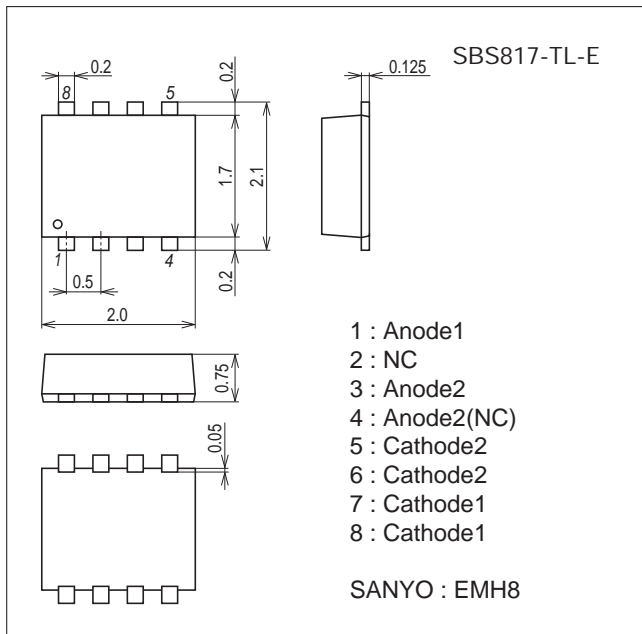 SBS817-TL-E
0.2
0.2
0.125
8
5
1.7
2.1
1
4
0.5
0.2
2.0
0.75
0.05
1 : Anode1
2 : NC
3 : Anode2
4 : Anode2(NC)
5 : Cathode2
6 : Cathode2
7 : Cathode1
8 : Cathode1
SANYO : EMH8